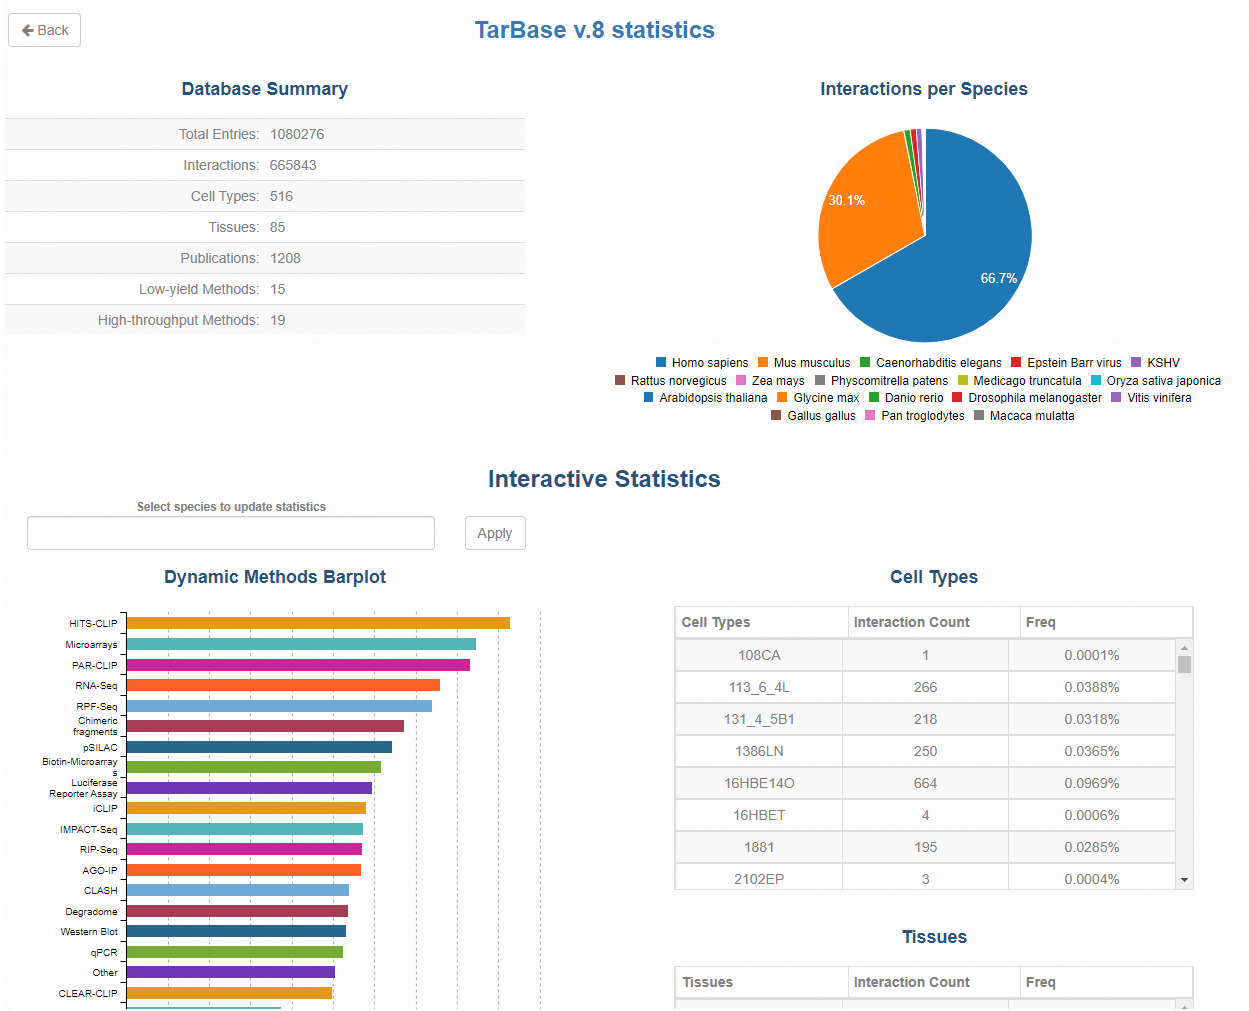 Back
TarBase v.8 statistics
Database Summary
Total Entries: 1080276
Interactions: 665843
Cell Types: 516
Tissues: 85
Publications: 1208
Low-yield Methods: 15
High-throughput Methods: 19
Interactions per Species
30.1%
66.7%
Homo sapiens Mus musculus Caenorhabditis elegans Epstein Barr virus KSHV
Rattus norvegicus Zea mays Physcomitrella patens Medicago truncatula Oryza sativa japonica
Arabidopsis thaliana Glycine max Danio rerio Drosophila melanogaster Vitis vinifera
Gallus gallus Pan troglodytes Macaca mulatta
Interactive Statistics
Select species to update statistics
Apply
Dynamic Methods Barplot
HITS-CLIP
Microarrays
PAR-CLIP
RNA-Seq
RPF-Seq
Chimeric
fragments
pSILAC
Biotin-Microarray
s
Luciferase
Reporter Assay
iCLIP
IMPACT-Seq
RIP-Seq
AGO-IP
CLASH
Degradome
Western Blot
qPCR
Other
CLEAR-CLIP
Cell Types
Cell Types Interaction Count Freq
108CA 1 0.0001%
113_6_4L 266 0.0388%
131_4_5B1 218 0.0318%
1386LN 250 0.0365%
16HBE14O 664 0.0969%
16HBET 4 0.0006%
1881 195 0.0285%
2102EP 3 0.0004%
Tissues
Tissues Interaction Count Freq